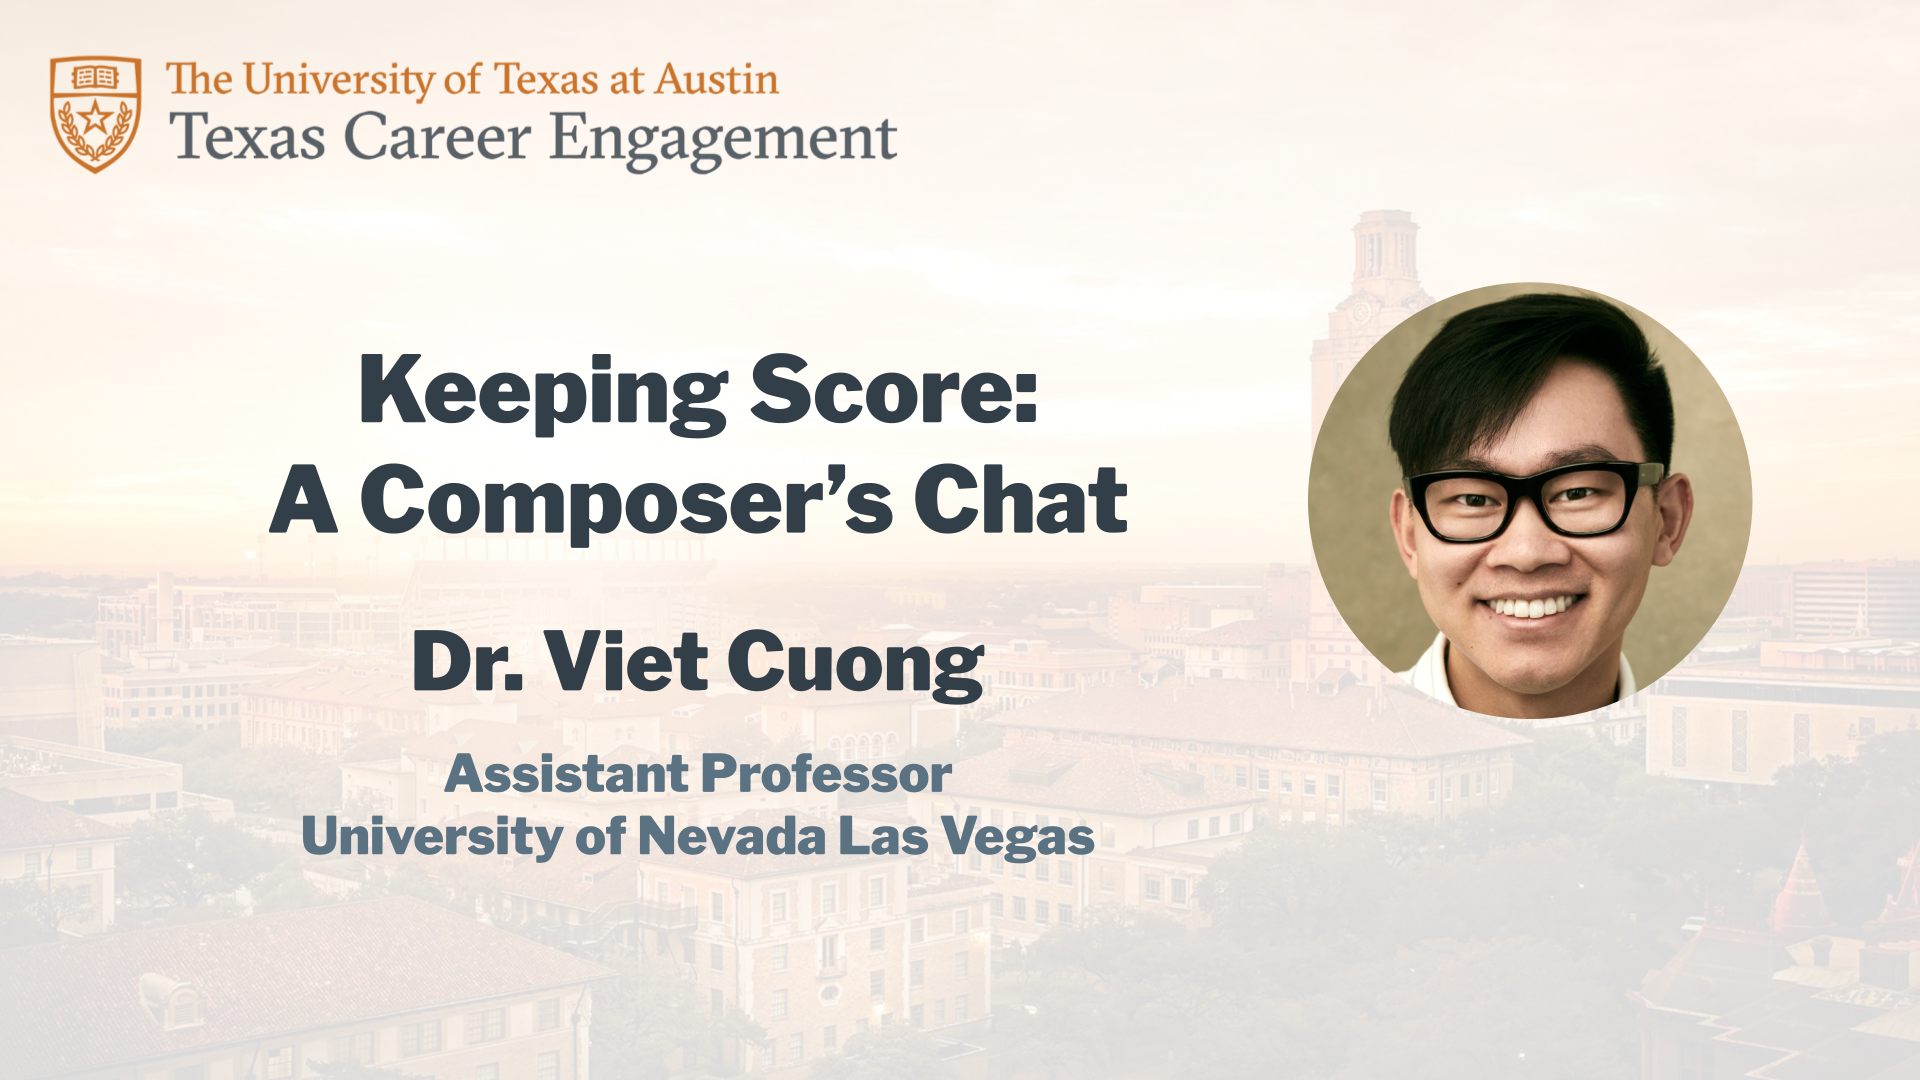 The University of Texas at Austin
Texas Career Engagement
Keeping Score:
A Composer’s Chat
Dr. Viet Cuong
Assistant Professor
University of Nevada Las Vegas